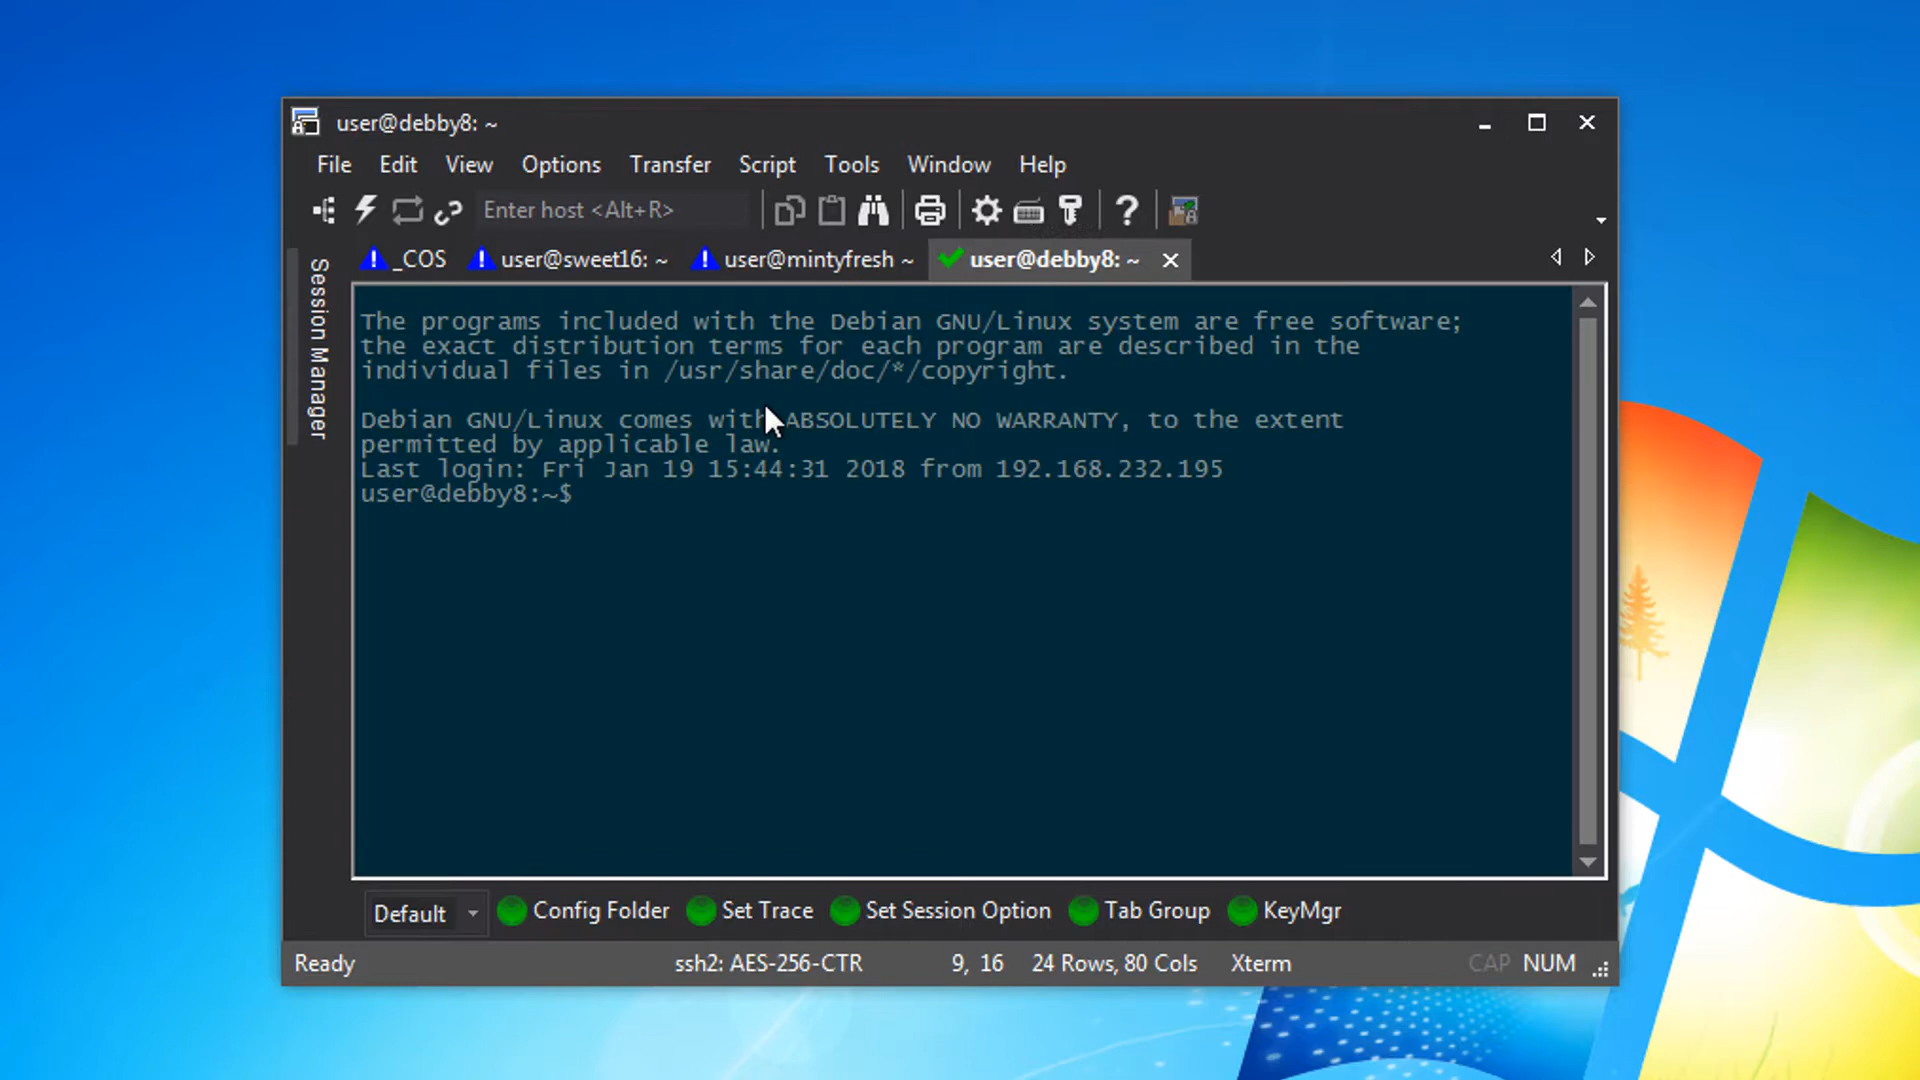 user@debby8: ~
File Edit View Options Transfer Script Tools Window Help
Enter host <Alt+R>
_COS user@sweet16: ~ user@mintyfresh ~ user@debby8: ~
Session Manager
The programs included with the Debian GNU/Linux system are free software;
the exact distribution terms for each program are described in the
individual files in /usr/share/doc/*/copyright.
Debian GNU/Linux comes with ABSOLUTELY NO WARRANTY, to the extent
permitted by applicable law.
Last login: Fri Jan 19 15:44:31 2018 from 192.168.232.195
user@debby8:~$
Default Config Folder Set Trace Set Session Option Tab Group KeyMgr
Ready ssh2: AES-256-CTR 9, 16 24 Rows, 80 Cols Xterm CAP NUM